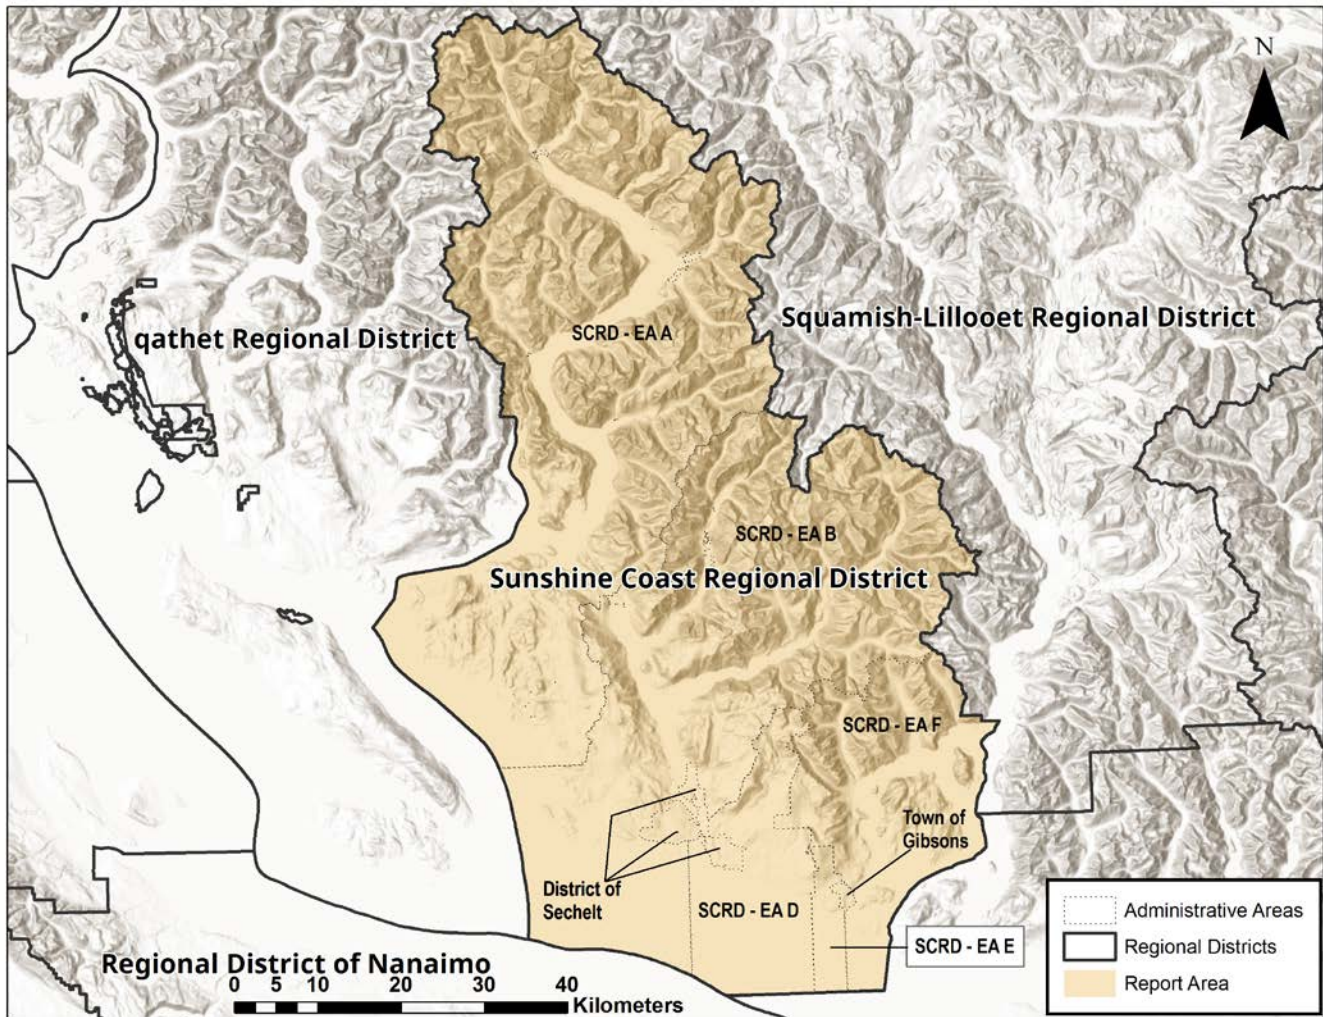 N
Squamish-Lillooet Regional District
qathet Regional District
SCRD - EA A
SCRD - EA B
Sunshine Coast Regional District
SCRD - EA F
Town of
Gibsons
District of
Sechelt
SCRD - EA D
SCRD - EA E
Regional District of Nanaimo
0 5 10 20 30 40
Kilometers
Administrative Areas
Regional Districts
Report Area